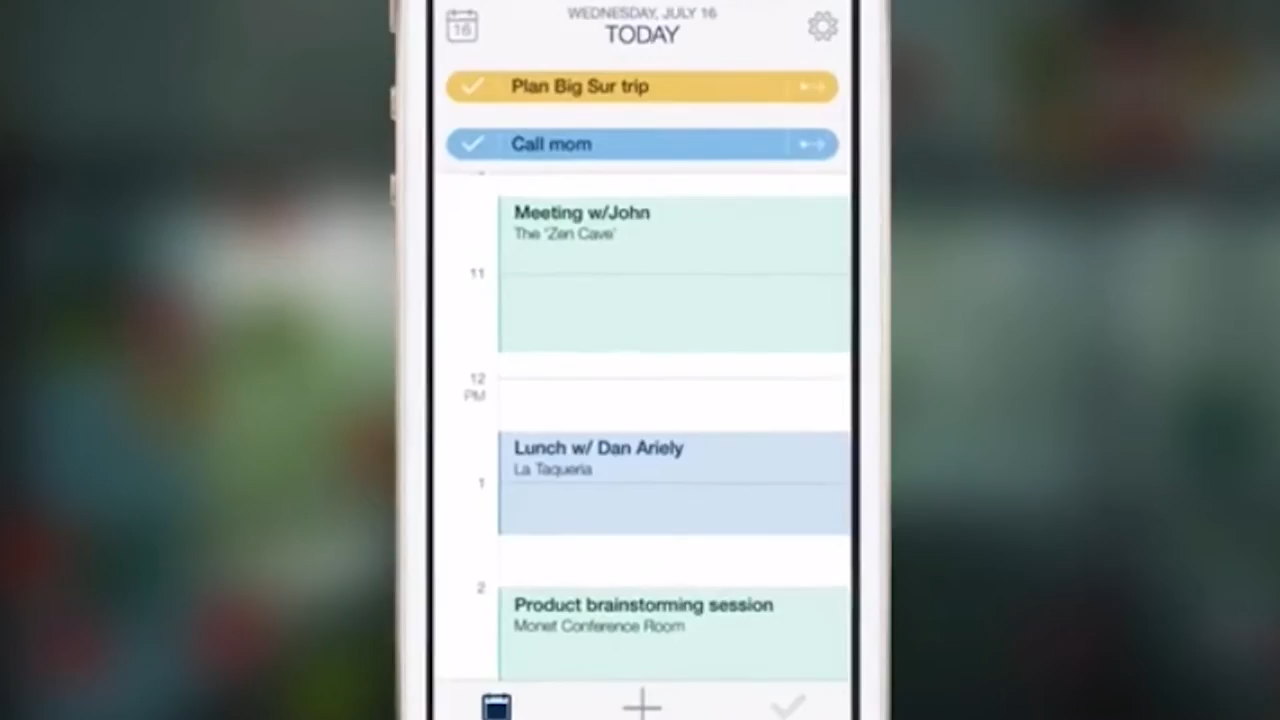 16
WEDNESDAY, JULY 16
TODAY
Plan Big Sur trip
Call mom
Meeting w/John
The 'Zen Cave'
11
12
PM
Lunch w/ Dan Ariely
La Taqueria
1
2
Product brainstorming session
Monet Conference Room